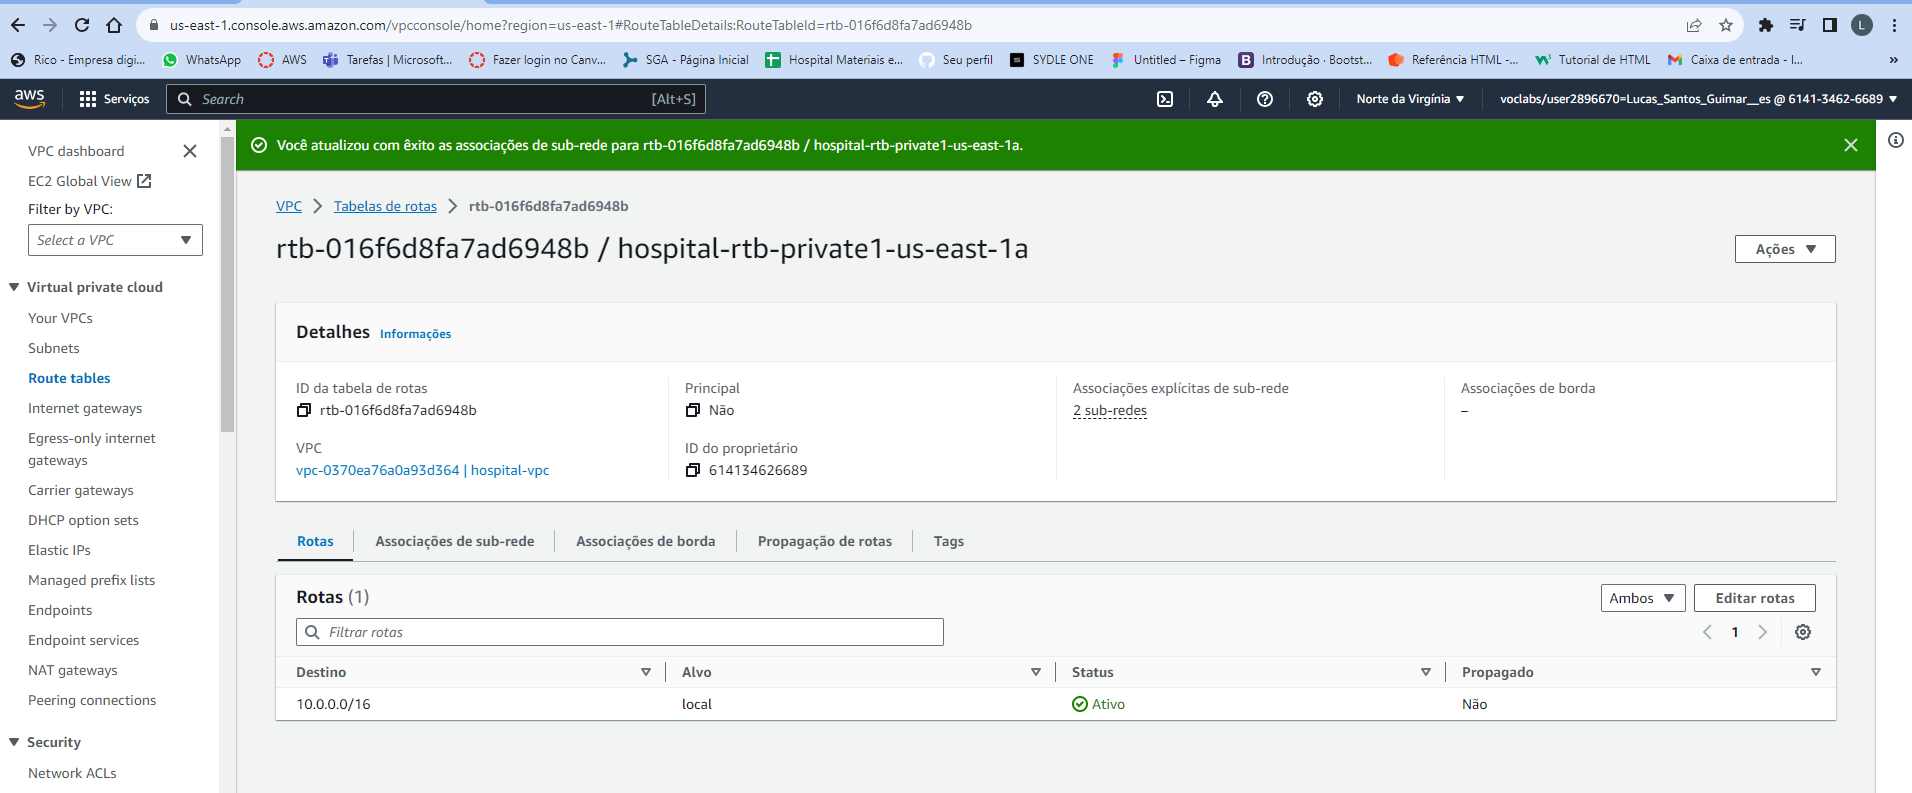 us-east-1.console.aws.amazon.com/vpcconsole/home?region=us-east-1#RouteTableDetails:RouteTableId=rtb-016f6d8fa7ad6948b
L
Rico - Empresa digi... WhatsApp AWS Tarefas | Microsoft... Fazer login no Canv... SGA - Página Inicial Hospital Materiais e... Seu perfil SYDLE ONE Untitled – Figma Introdução · Bootst... Referência HTML -... Tutorial de HTML Caixa de entrada - l... »
aws Serviços Search [Alt+S] Norte da Virgínia voclabs/user2896670=Lucas_Santos_Guimar__es @ 6141-3462-6689
VPC dashboard
EC2 Global View
Filter by VPC:
Select a VPC
Virtual private cloud
Your VPCs
Subnets
Route tables
Internet gateways
Egress-only internet
gateways
Carrier gateways
DHCP option sets
Elastic IPs
Managed prefix lists
Endpoints
Endpoint services
NAT gateways
Peering connections
Security
Network ACLs
Você atualizou com êxito as associações de sub-rede para rtb-016f6d8fa7ad6948b / hospital-rtb-private1-us-east-1a.
VPC Tabelas de rotas rtb-016f6d8fa7ad6948b
rtb-016f6d8fa7ad6948b / hospital-rtb-private1-us-east-1a
Ações
Detalhes Informações
ID da tabela de rotas
rtb-016f6d8fa7ad6948b
Principal
Não
Associações explícitas de sub-rede
2 sub-redes
Associações de borda
–
VPC
vpc-0370ea76a0a93d364 | hospital-vpc
ID do proprietário
614134626689
Rotas Associações de sub-rede Associações de borda Propagação de rotas Tags
Rotas (1)
Ambos Editar rotas
Filtrar rotas
1
Destino Alvo Status Propagado
10.0.0.0/16 local Ativo Não